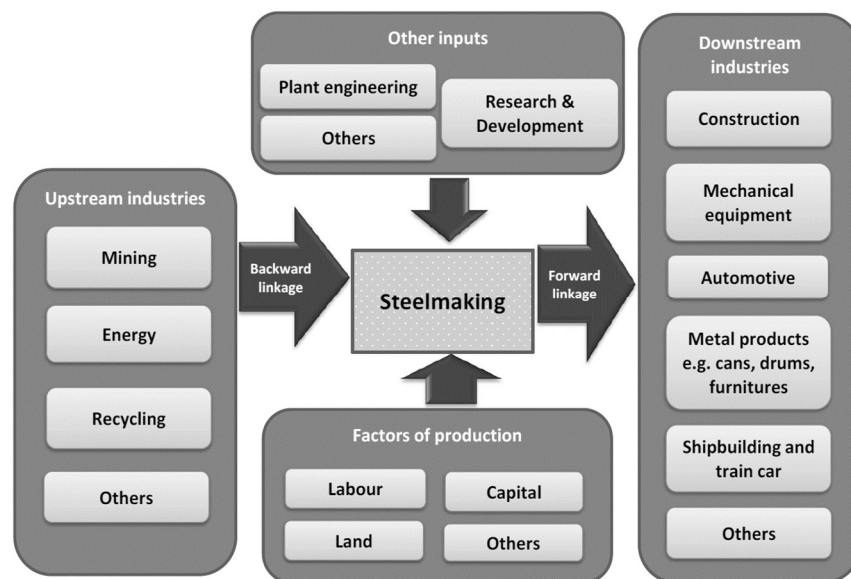 Other inputs
Plant engineering
Others
Research &
Development
Upstream industries
Mining
Energy
Recycling
Others
Backward
linkage
Steelmaking
Forward
linkage
Factors of production
Labour
Capital
Land
Others
Downstream
industries
Construction
Mechanical
equipment
Automotive
Metal products
e.g. cans, drums,
furnitures
Shipbuilding and
train car
Others